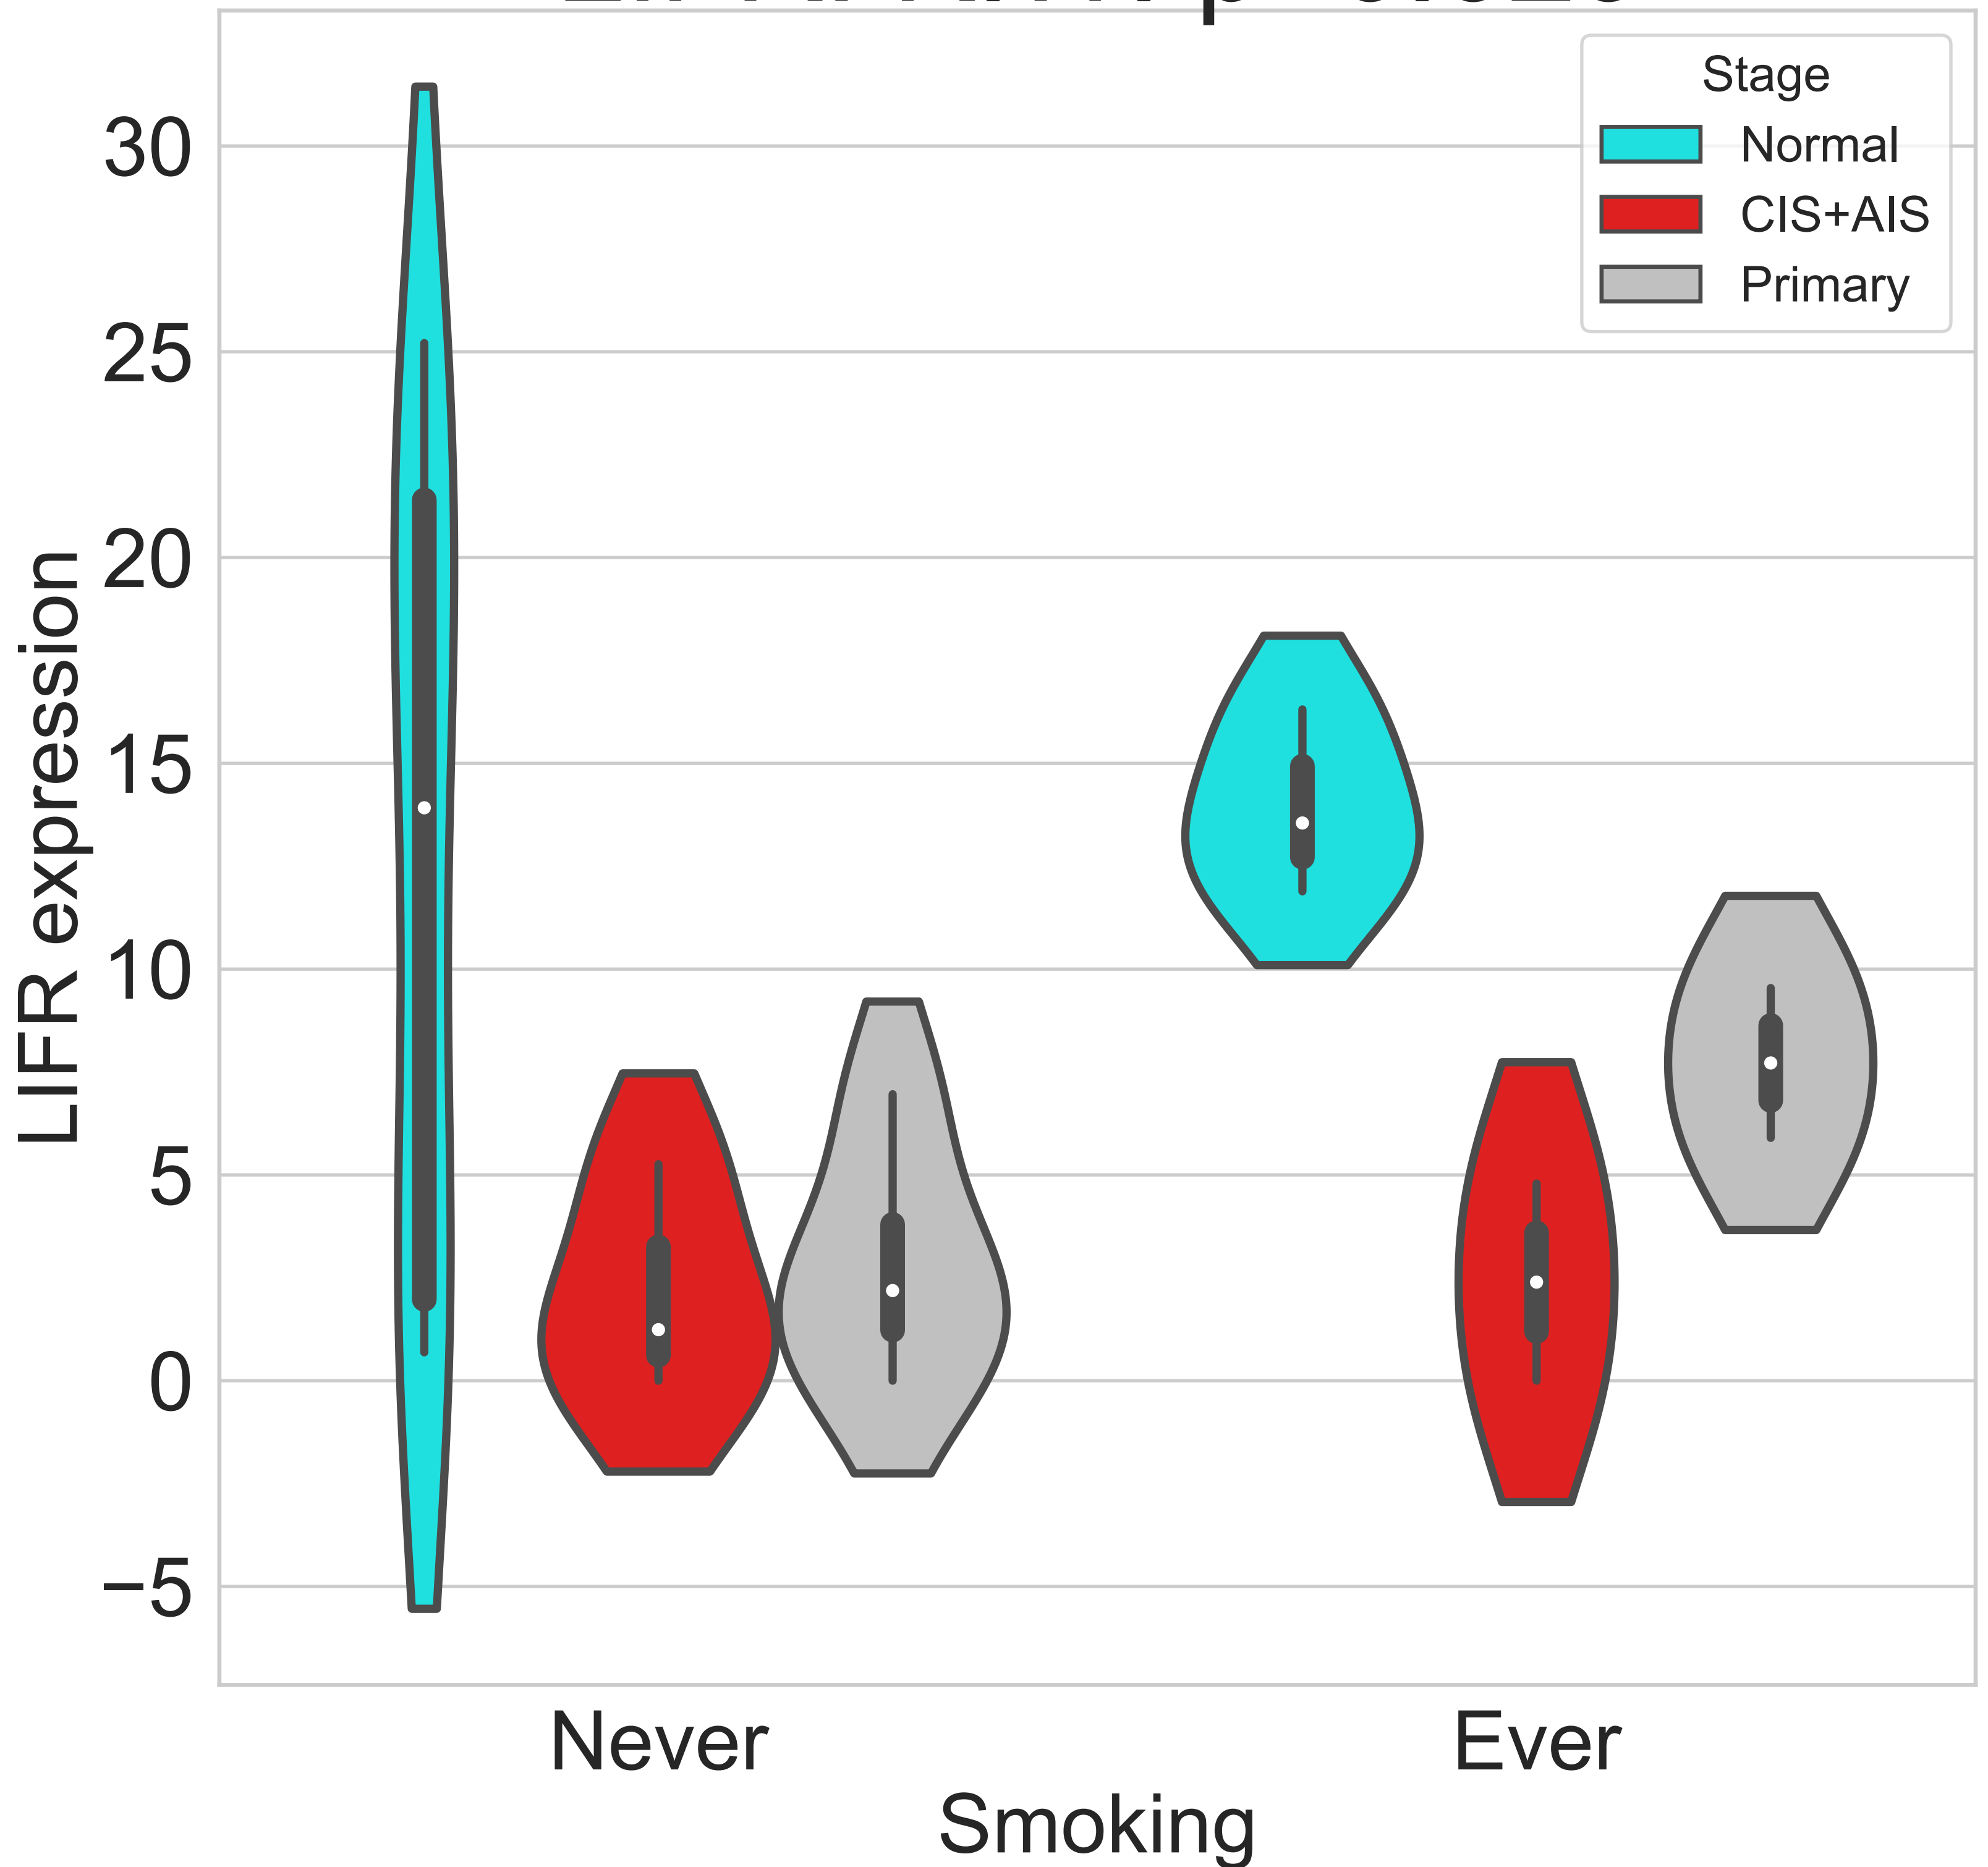 Stage
Normal
CIS+AIS
Primary
30
25
20
15
10
5
0
−5
LIFR expression
Never
Ever
Smoking